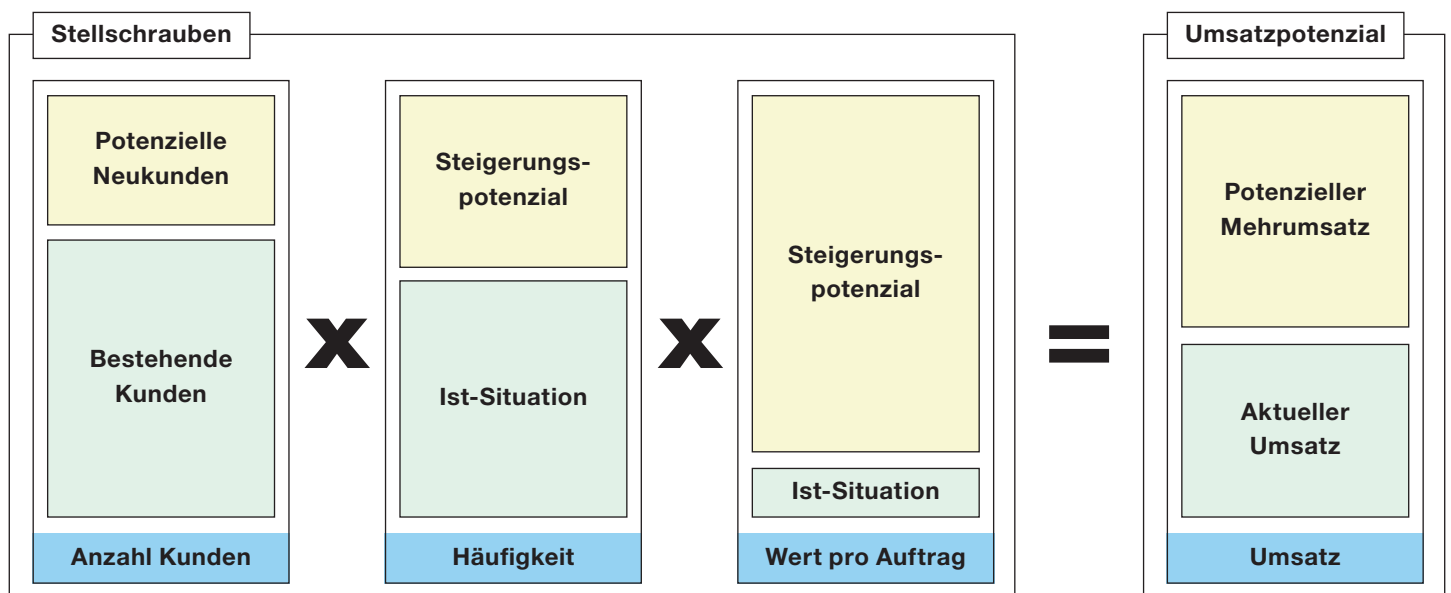 Stellschrauben
Umsatzpotenzial
Potenzielle
Neukunden
Bestehende
Kunden
Anzahl Kunden
x
Steigerungs-
potenzial
Ist-Situation
Häufigkeit
x
Steigerungs-
potenzial
Ist-Situation
Wert pro Auftrag
=
Potenzieller
Mehrumsatz
Aktueller
Umsatz
Umsatz